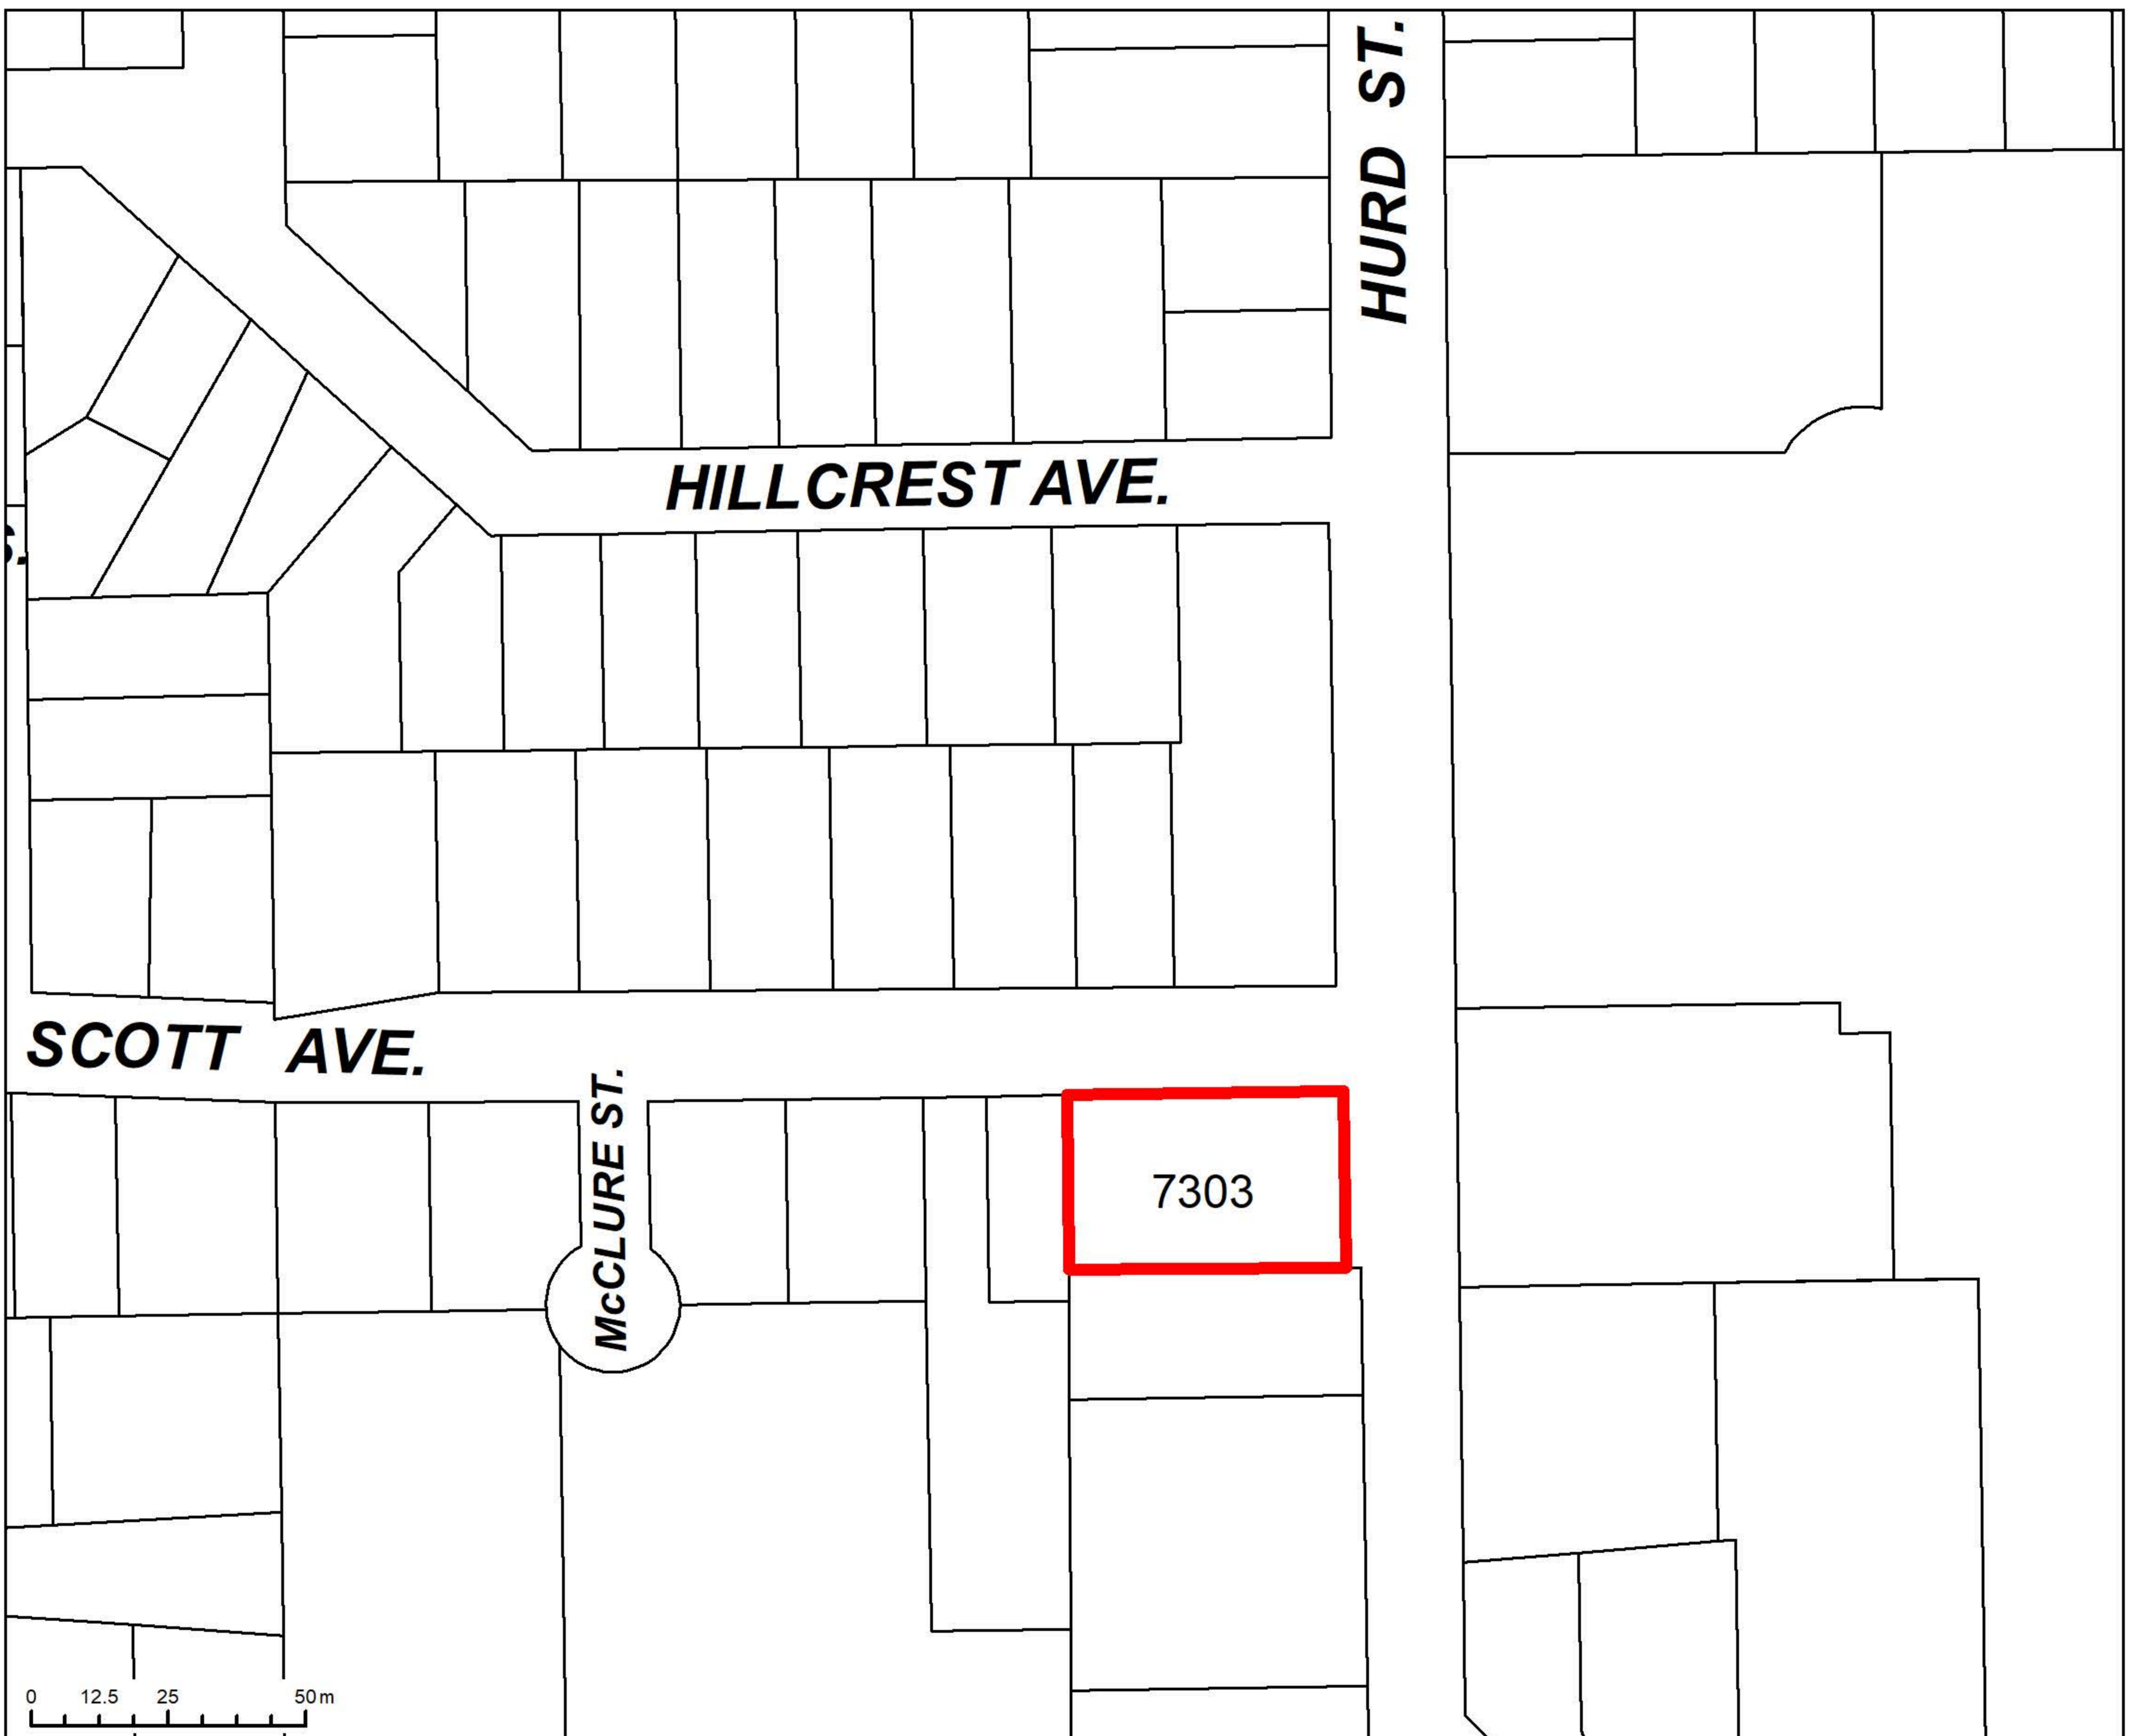 HURD ST.
HILLCREST AVE.
SCOTT AVE.
McCLURE ST.
7303
0 12.5 25 50 m